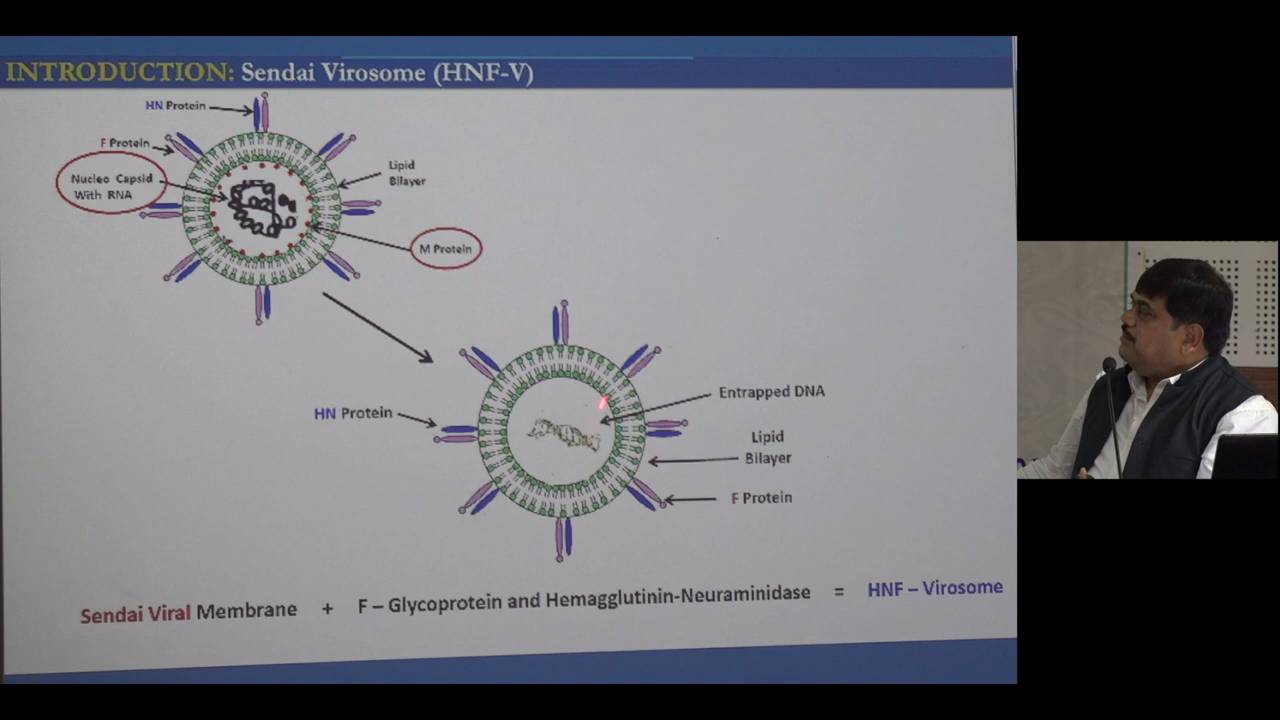 INTRODUCTION: Sendai Virosome (HNF-V)
HN Protein
F Protein
Nucleo Capsid
With RNA
Lipid
Bilayer
M Protein
HN Protein
Entrapped DNA
Lipid
Bilayer
F Protein
Sendai Viral Membrane + F – Glycoprotein and Hemagglutinin-Neuraminidase = HNF – Virosome